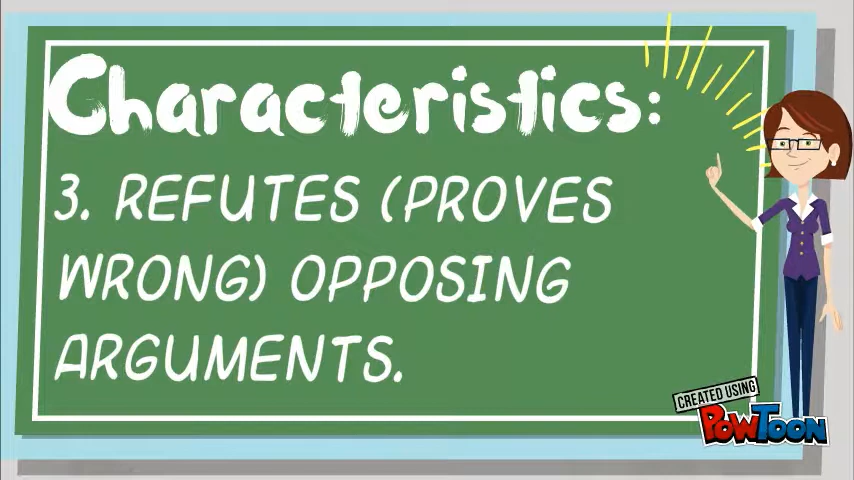 Characteristics:
3. REFUTES (PROVES
WRONG) OPPOSING
ARGUMENTS.
CREATED USING
POWTOON